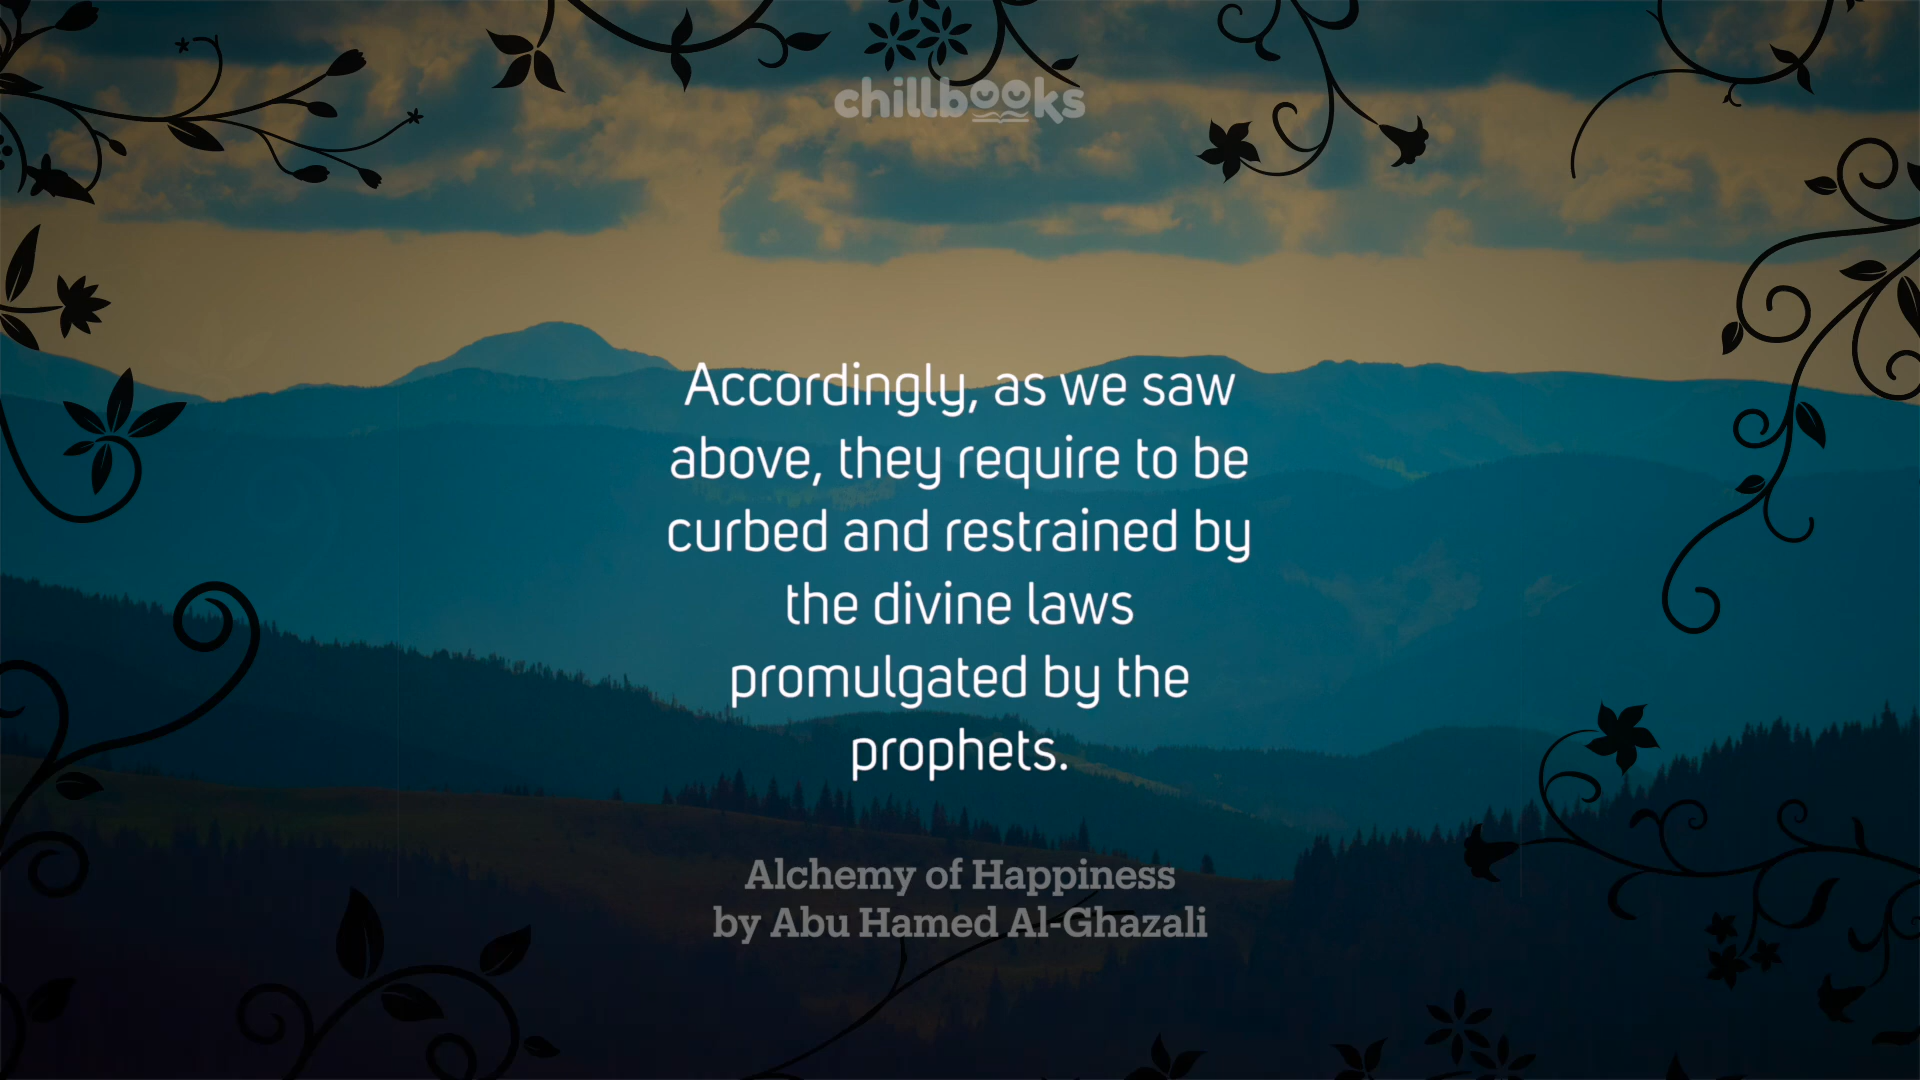 chillbooks
Accordingly, as we saw
above, they require to be
curbed and restrained by
the divine laws
promulgated by the
prophets.
Alchemy of Happiness
by Abu Hamed Al-Ghazali